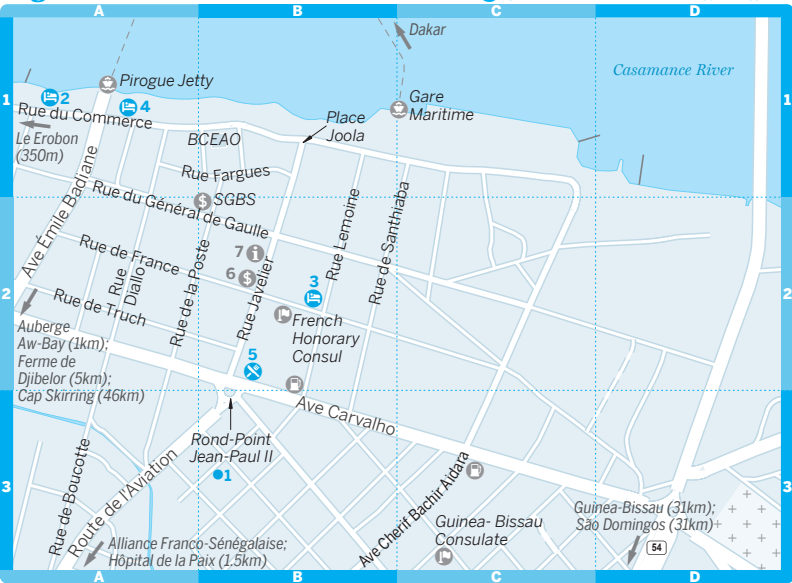 A
B
C
D
Dakar
Casamance River
Pirogue Jetty
1
2
4
Gare
Maritime
1
Rue du Commerce
Place
Joola
Le Erobon
(350m)
BCEAO
Rue Fargues
SGBS
Rue du Général de Gaulle
Ave Émile Badiane
Rue Lemoine
Rue de Santhiaba
Rue de France
7
6
3
Rue
Diallo
Rue de la Poste
Rue Javelier
2
2
Rue de Truch
French
Honorary
Consul
Auberge
Aw-Bay (1km);
Ferme de
Djibelor (5km);
Cap Skirring (46km)
5
Ave Carvalho
Rond-Point
Jean-Paul II
1
3
3
Rue de Boucotte
Route de l'Aviation
Ave Cherif Bachir Aidara
Guinea-Bissau (31km);
São Domingos (31km)
Guinea- Bissau
Consulate
54
Alliance Franco-Sénégalaise;
Hôpital de la Paix (1.5km)
A
B
C
D